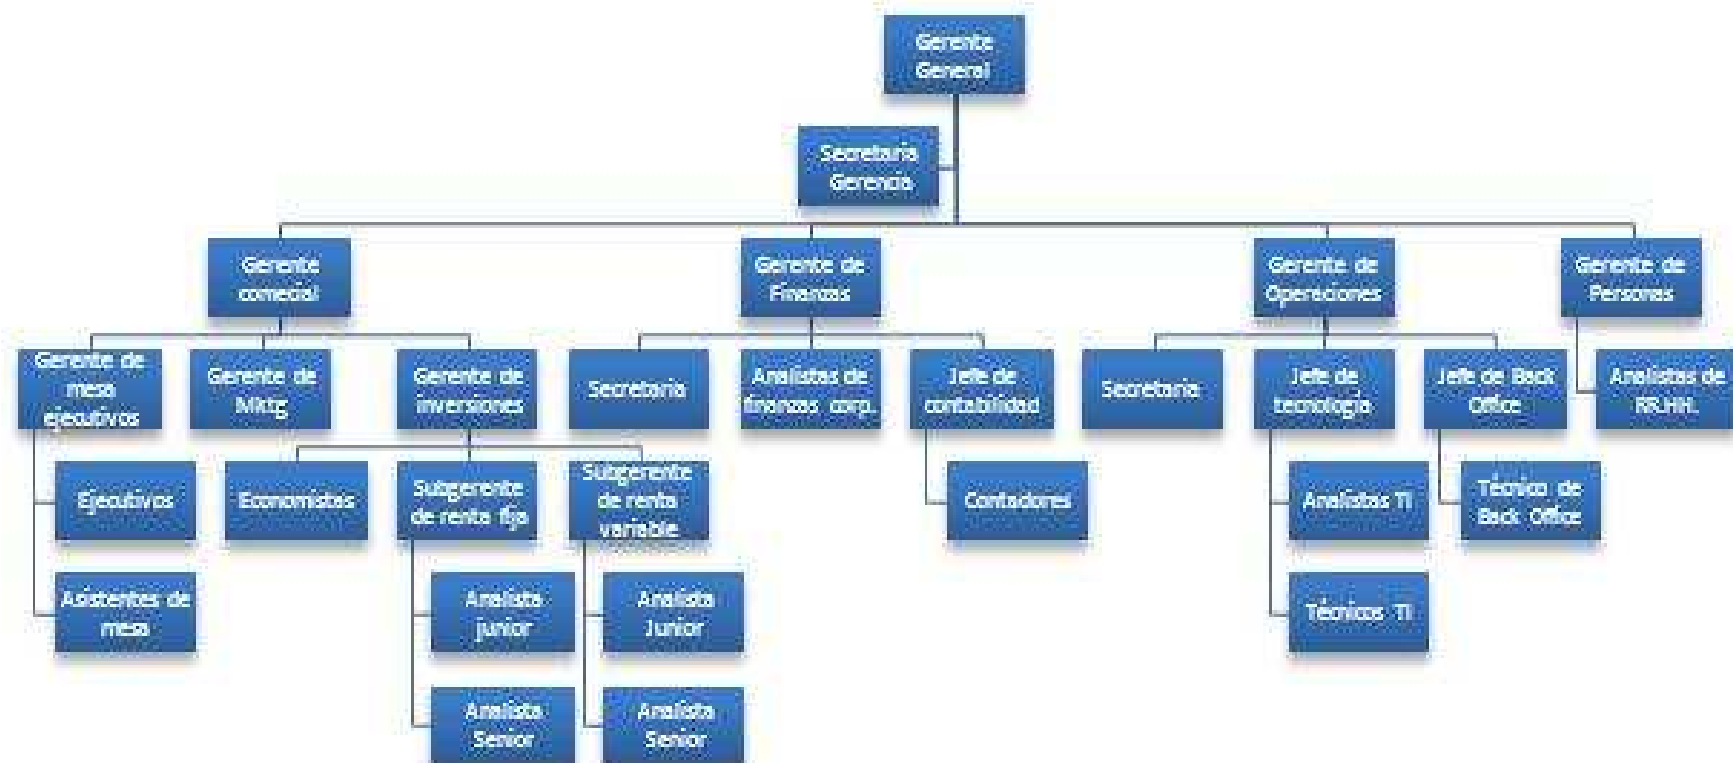 Gerente
General
Secretaría
Gerencia
Gerente
comecial
Gerente de
Finanzas
Gerente de
Operaciones
Gerente de
Personas
Gerente de
mesa
ejecutivos
Gerente de
Mktg
Gerente de
inversiones
Secretaria
Analistas de
finanzas corp.
Jefe de
contabilidad
Secretaria
Jefe de
tecnología
Jefe de Back
Office
Analistas de
RR.HH.
Ejecutivos
Economistas
Subgerente
de renta fija
Subgerente
de renta
variable
Contadores
Analistas TI
Técnico de
Back Office
Asistentes de
mesa
Analista
junior
Analista
Junior
Técnicos TI
Analista
Senior
Analista
Senior